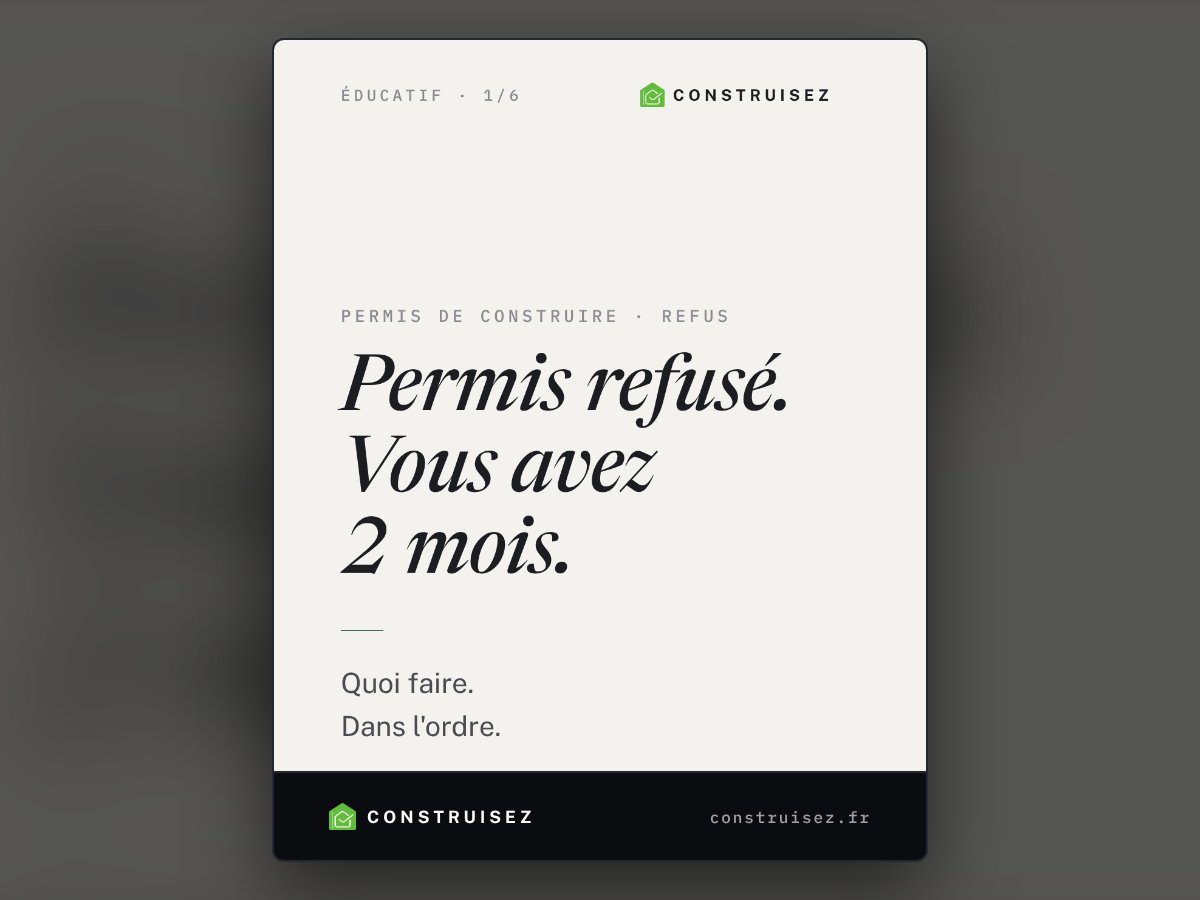 ÉDUCATIF · 1/6
CONSTRUISEZ
PERMIS DE CONSTRUIRE · REFUS
Permis refusé.
Vous avez
2 mois.
Quoi faire.
Dans l'ordre.
CONSTRUISEZ
construisez.fr